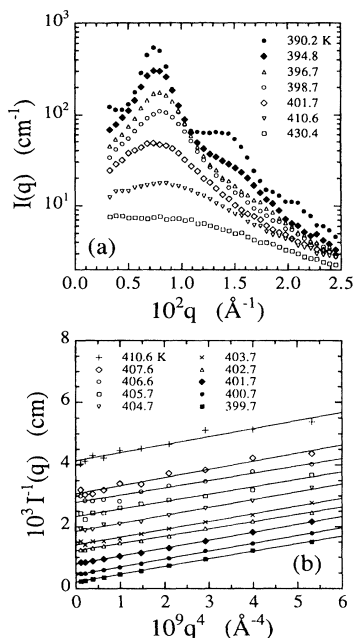 10³
10²
10¹
I(q) (cm⁻¹)
390.2 K
394.8
396.7
398.7
401.7
410.6
430.4
(a)
0.0 0.5 1.0 1.5 2.0 2.5
10²q (Å⁻¹)
8
6
4
2
0
10³ I⁻¹(q) (cm)
410.6 K
407.6
406.6
405.7
404.7
403.7
402.7
401.7
400.7
399.7
(b)
0 1 2 3 4 5 6
10⁹q⁴ (Å⁻⁴)